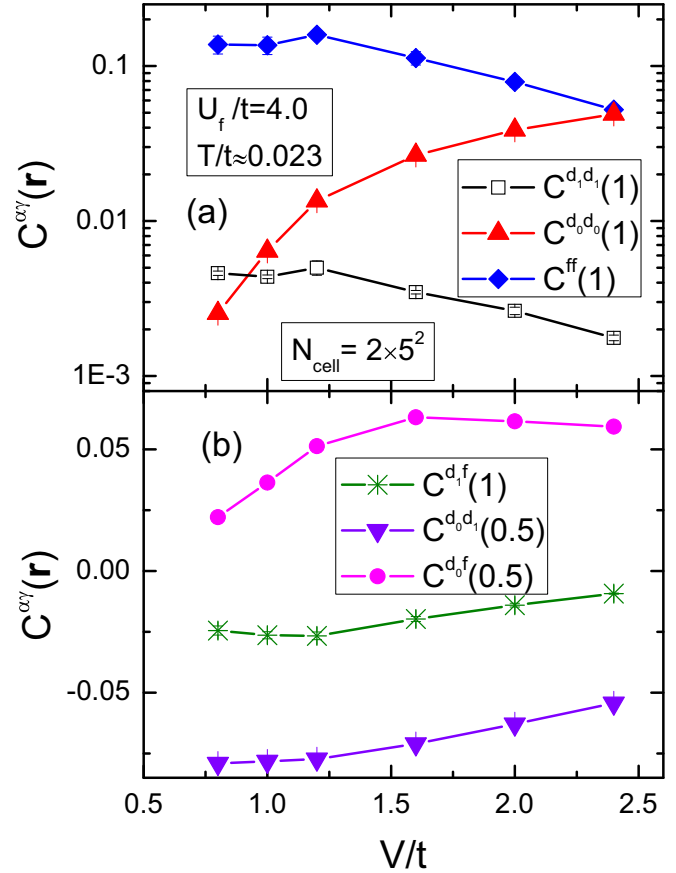 0.1
0.01
1E-3
C^αγ(r)
U_f/t=4.0
T/t≈0.023
(a)
C^{d_1d_1}(1)
C^{d_0d_0}(1)
C^{ff}(1)
N_cell= 2×5²
(b)
0.05
0.00
-0.05
C^αγ(r)
C^{d_1f}(1)
C^{d_0d_1}(0.5)
C^{d_0f}(0.5)
0.5
1.0
1.5
2.0
2.5
V/t